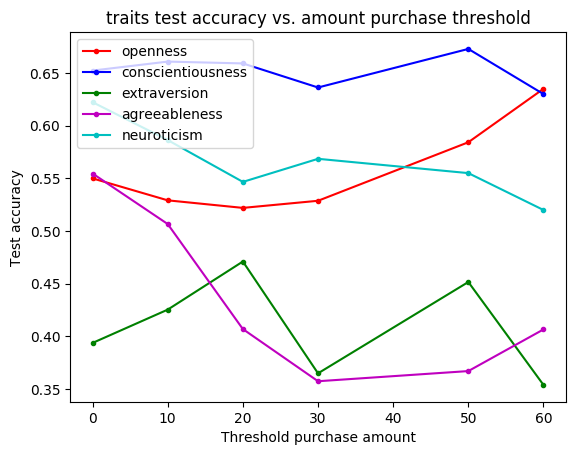 traits test accuracy vs. amount purchase threshold
openness
conscientiousness
extraversion
agreeableness
neuroticism
Test accuracy
0.65
0.60
0.55
0.50
0.45
0.40
0.35
0 10 20 30 40 50 60
Threshold purchase amount